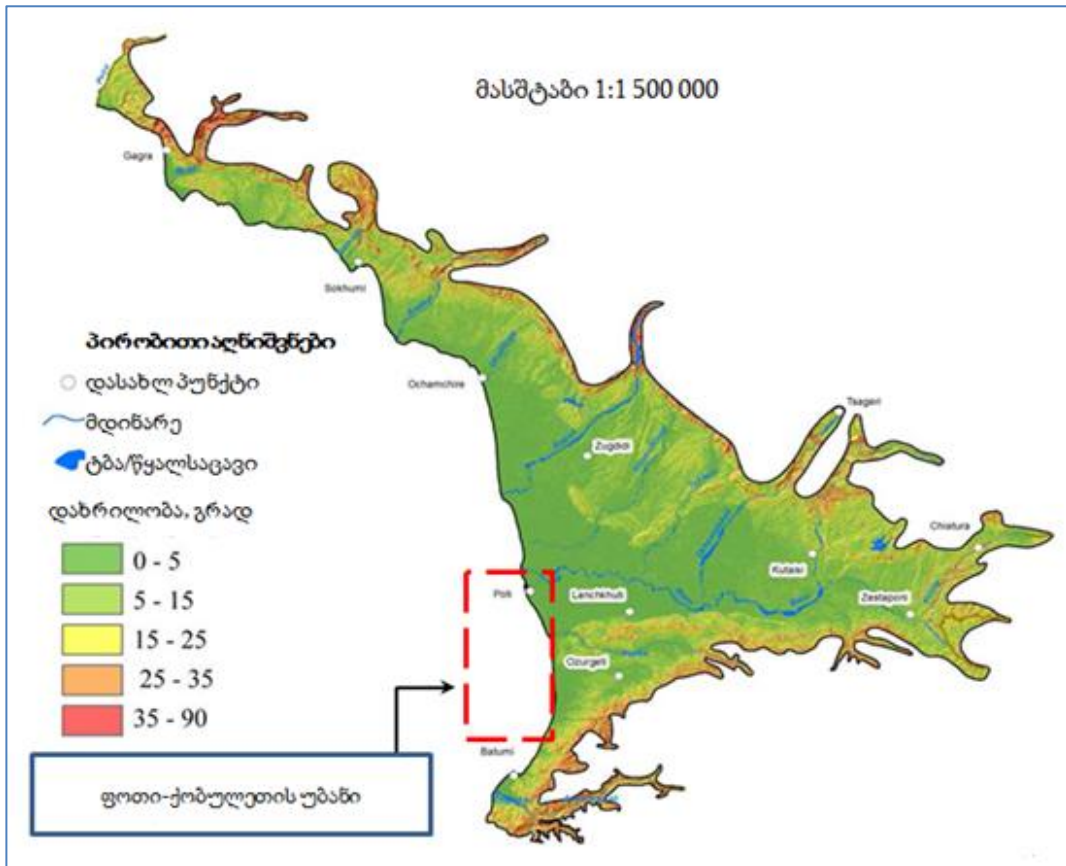 მასშტაბი 1:1 500 000
Gagra
Sokhumi
Ochamchire
Zugdidi
Tsageri
Chiatura
Kutaisi
Zestaponi
Poti
Lanchkhuti
Ozurgeti
Batumi
პირობითი აღნიშვნები
დასახლ პუნქტი
მდინარე
ტბა/წყალსაცავი
დახრილობა, გრად
0 - 5
5 - 15
15 - 25
25 - 35
35 - 90
ფოთი-ქობულეთის უბანი